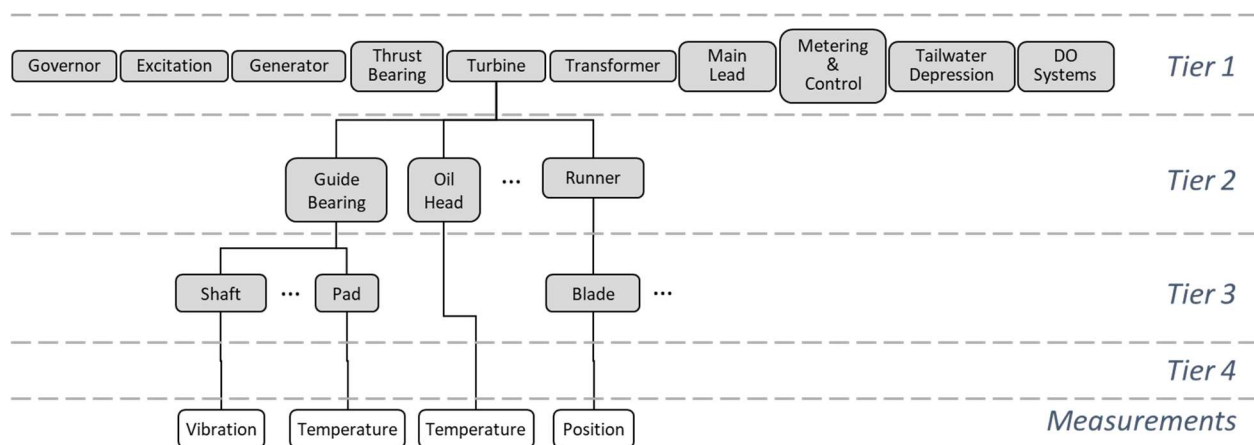 Governor
Excitation
Generator
Thrust
Bearing
Turbine
Transformer
Main
Lead
Metering
&
Control
Tailwater
Depression
DO
Systems
Tier 1
Guide
Bearing
Oil
Head
...
Runner
Tier 2
Shaft
...
Pad
Blade
...
Tier 3
Tier 4
Vibration
Temperature
Temperature
Position
Measurements